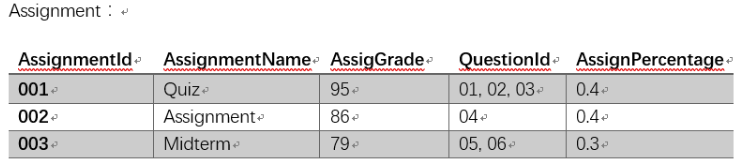 Assignment：
AssignmentId AssignmentName AssigGrade QuestionId AssignPercentage
001 Quiz 95 01, 02, 03 0.4
002 Assignment 86 04 0.4
003 Midterm 79 05, 06 0.3